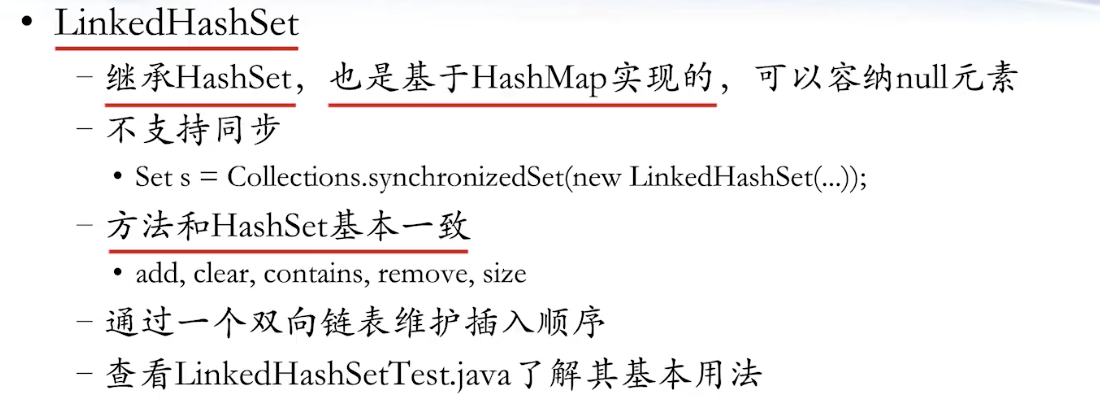 • LinkedHashSet
– 继承HashSet，也是基于HashMap实现的，可以容纳null元素
– 不支持同步
• Set s = Collections.synchronizedSet(new LinkedHashSet(...));
– 方法和HashSet基本一致
• add, clear, contains, remove, size
– 通过一个双向链表维护插入顺序
– 查看LinkedHashSetTest.java了解其基本用法